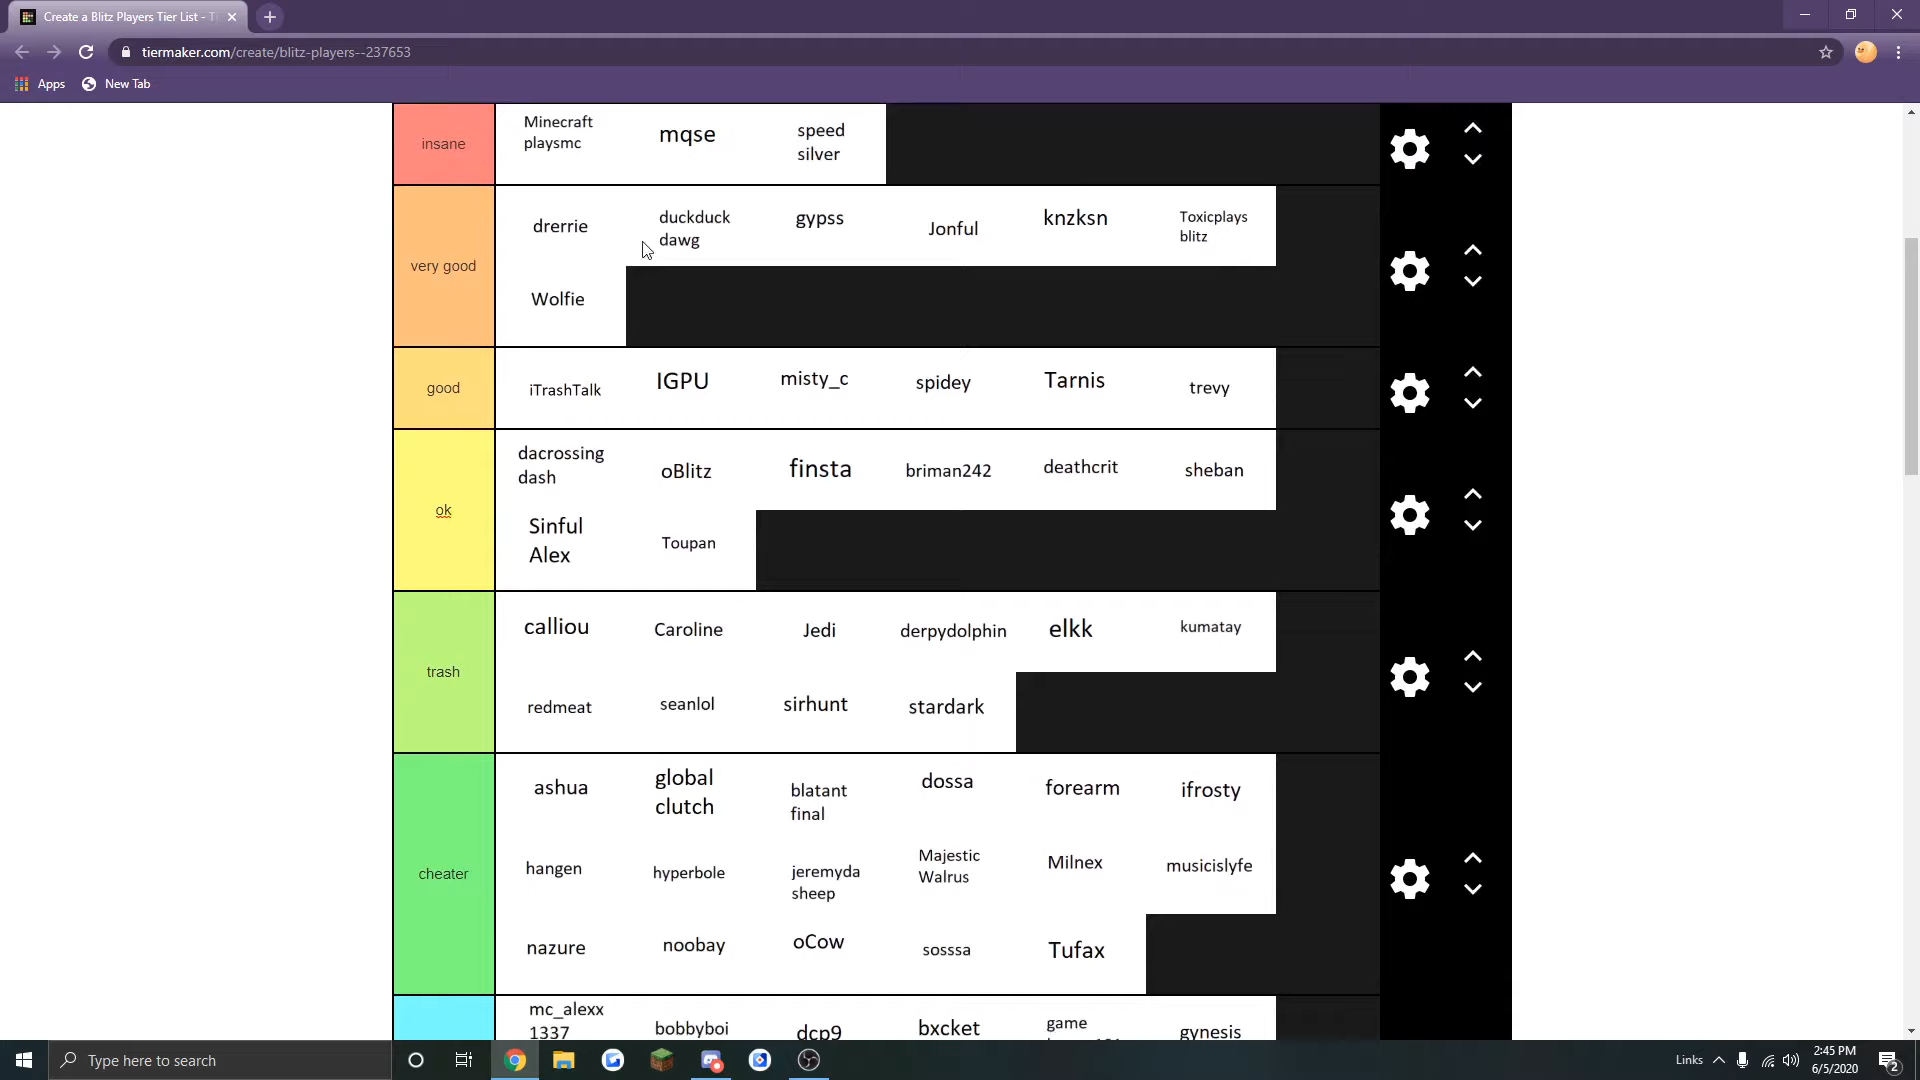 Create a Blitz Players Tier List - T
tiermaker.com/create/blitz-players--237653
Apps
New Tab
insane
Minecraft
playsmc
mqse
speed
silver
very good
drerrie
duckduck
dawg
gypss
Jonful
knzksn
Toxicplays
blitz
Wolfie
good
iTrashTalk
IGPU
misty_c
spidey
Tarnis
trevy
ok
dacrossing
dash
oBlitz
finsta
briman242
deathcrit
sheban
Sinful
Alex
Toupan
trash
calliou
Caroline
Jedi
derpydolphin
elkk
kumatay
redmeat
seanlol
sirhunt
stardark
cheater
ashua
global
clutch
blatant
final
dossa
forearm
ifrosty
hangen
hyperbole
jeremyda
sheep
Majestic
Walrus
Milnex
musicislyfe
nazure
noobay
oCow
sosssa
Tufax
mc_alexx
1337
bobbyboi
dcp9
bxcket
game
gynesis
Type here to search
Links
2:45 PM
6/5/2020
2